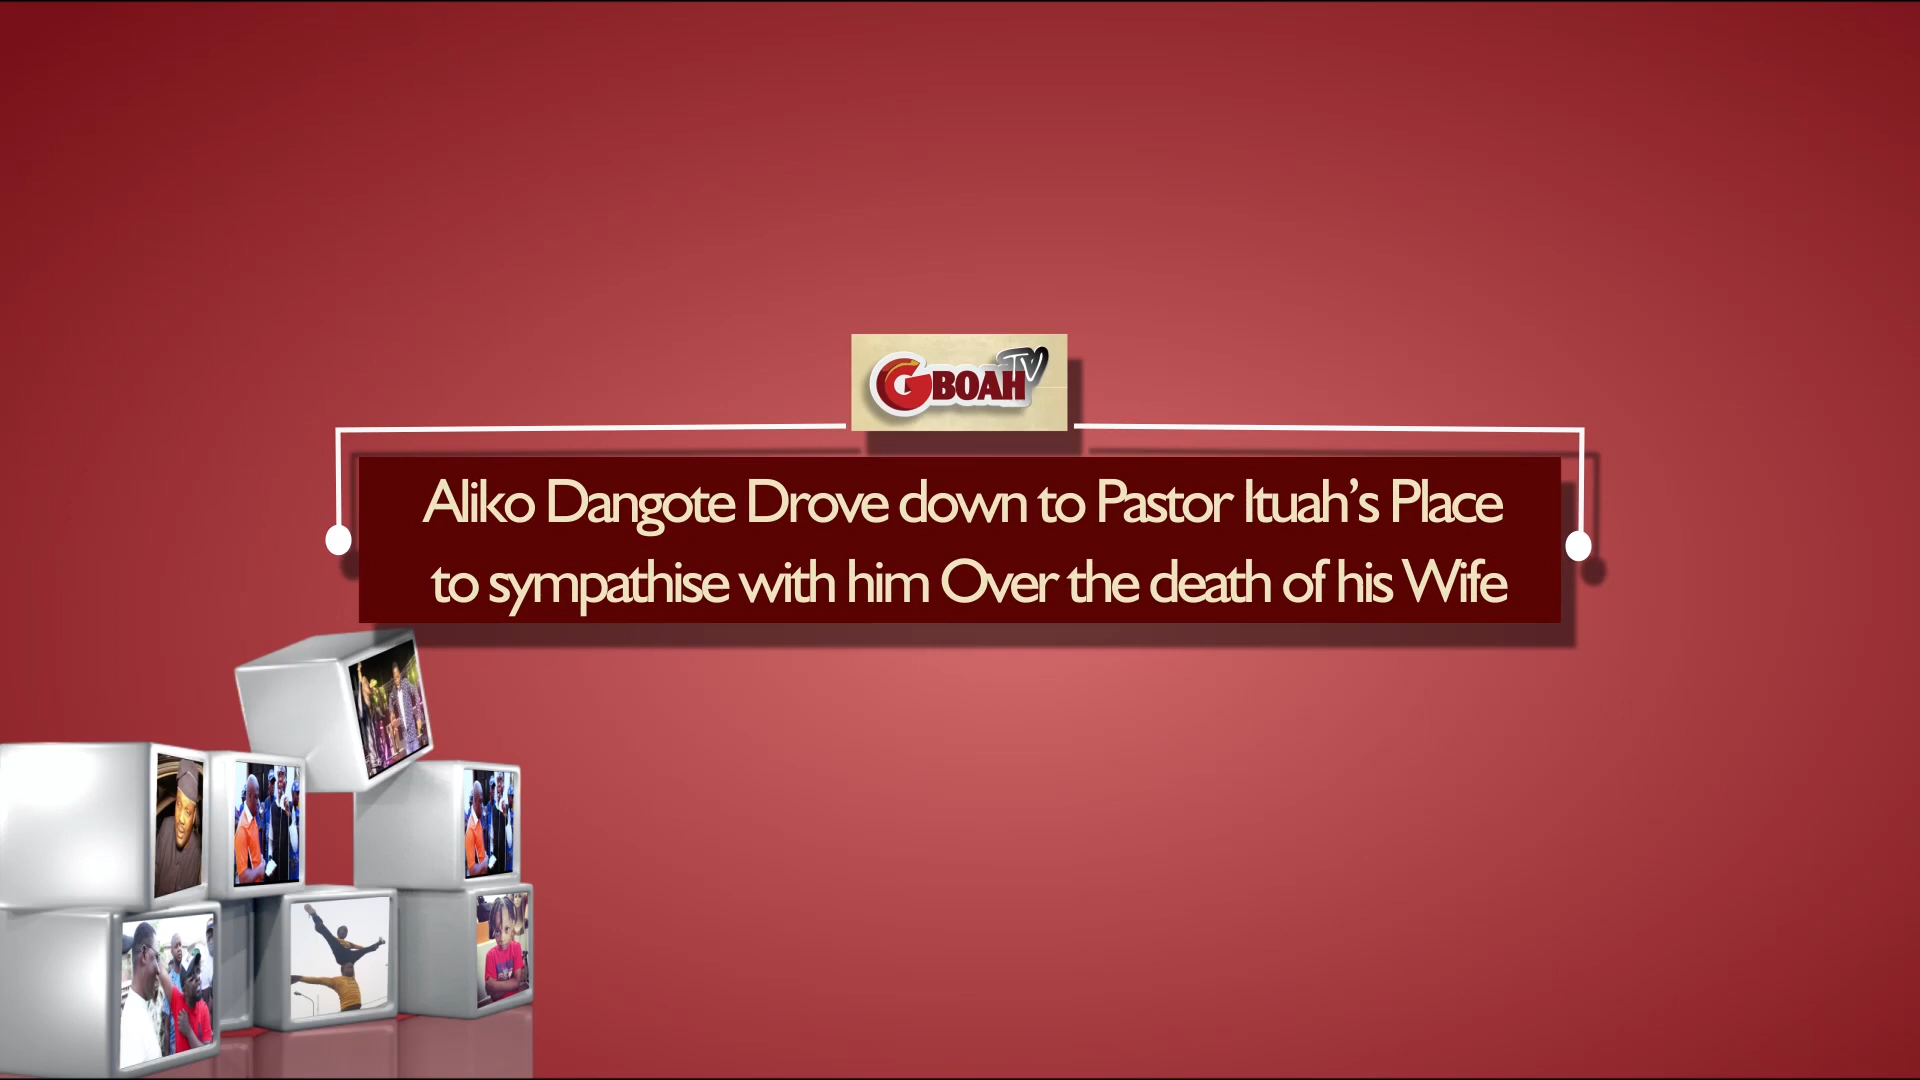 GBOAH TV
Aliko Dangote Drove down to Pastor Ituah’s Place
to sympathise with him Over the death of his Wife